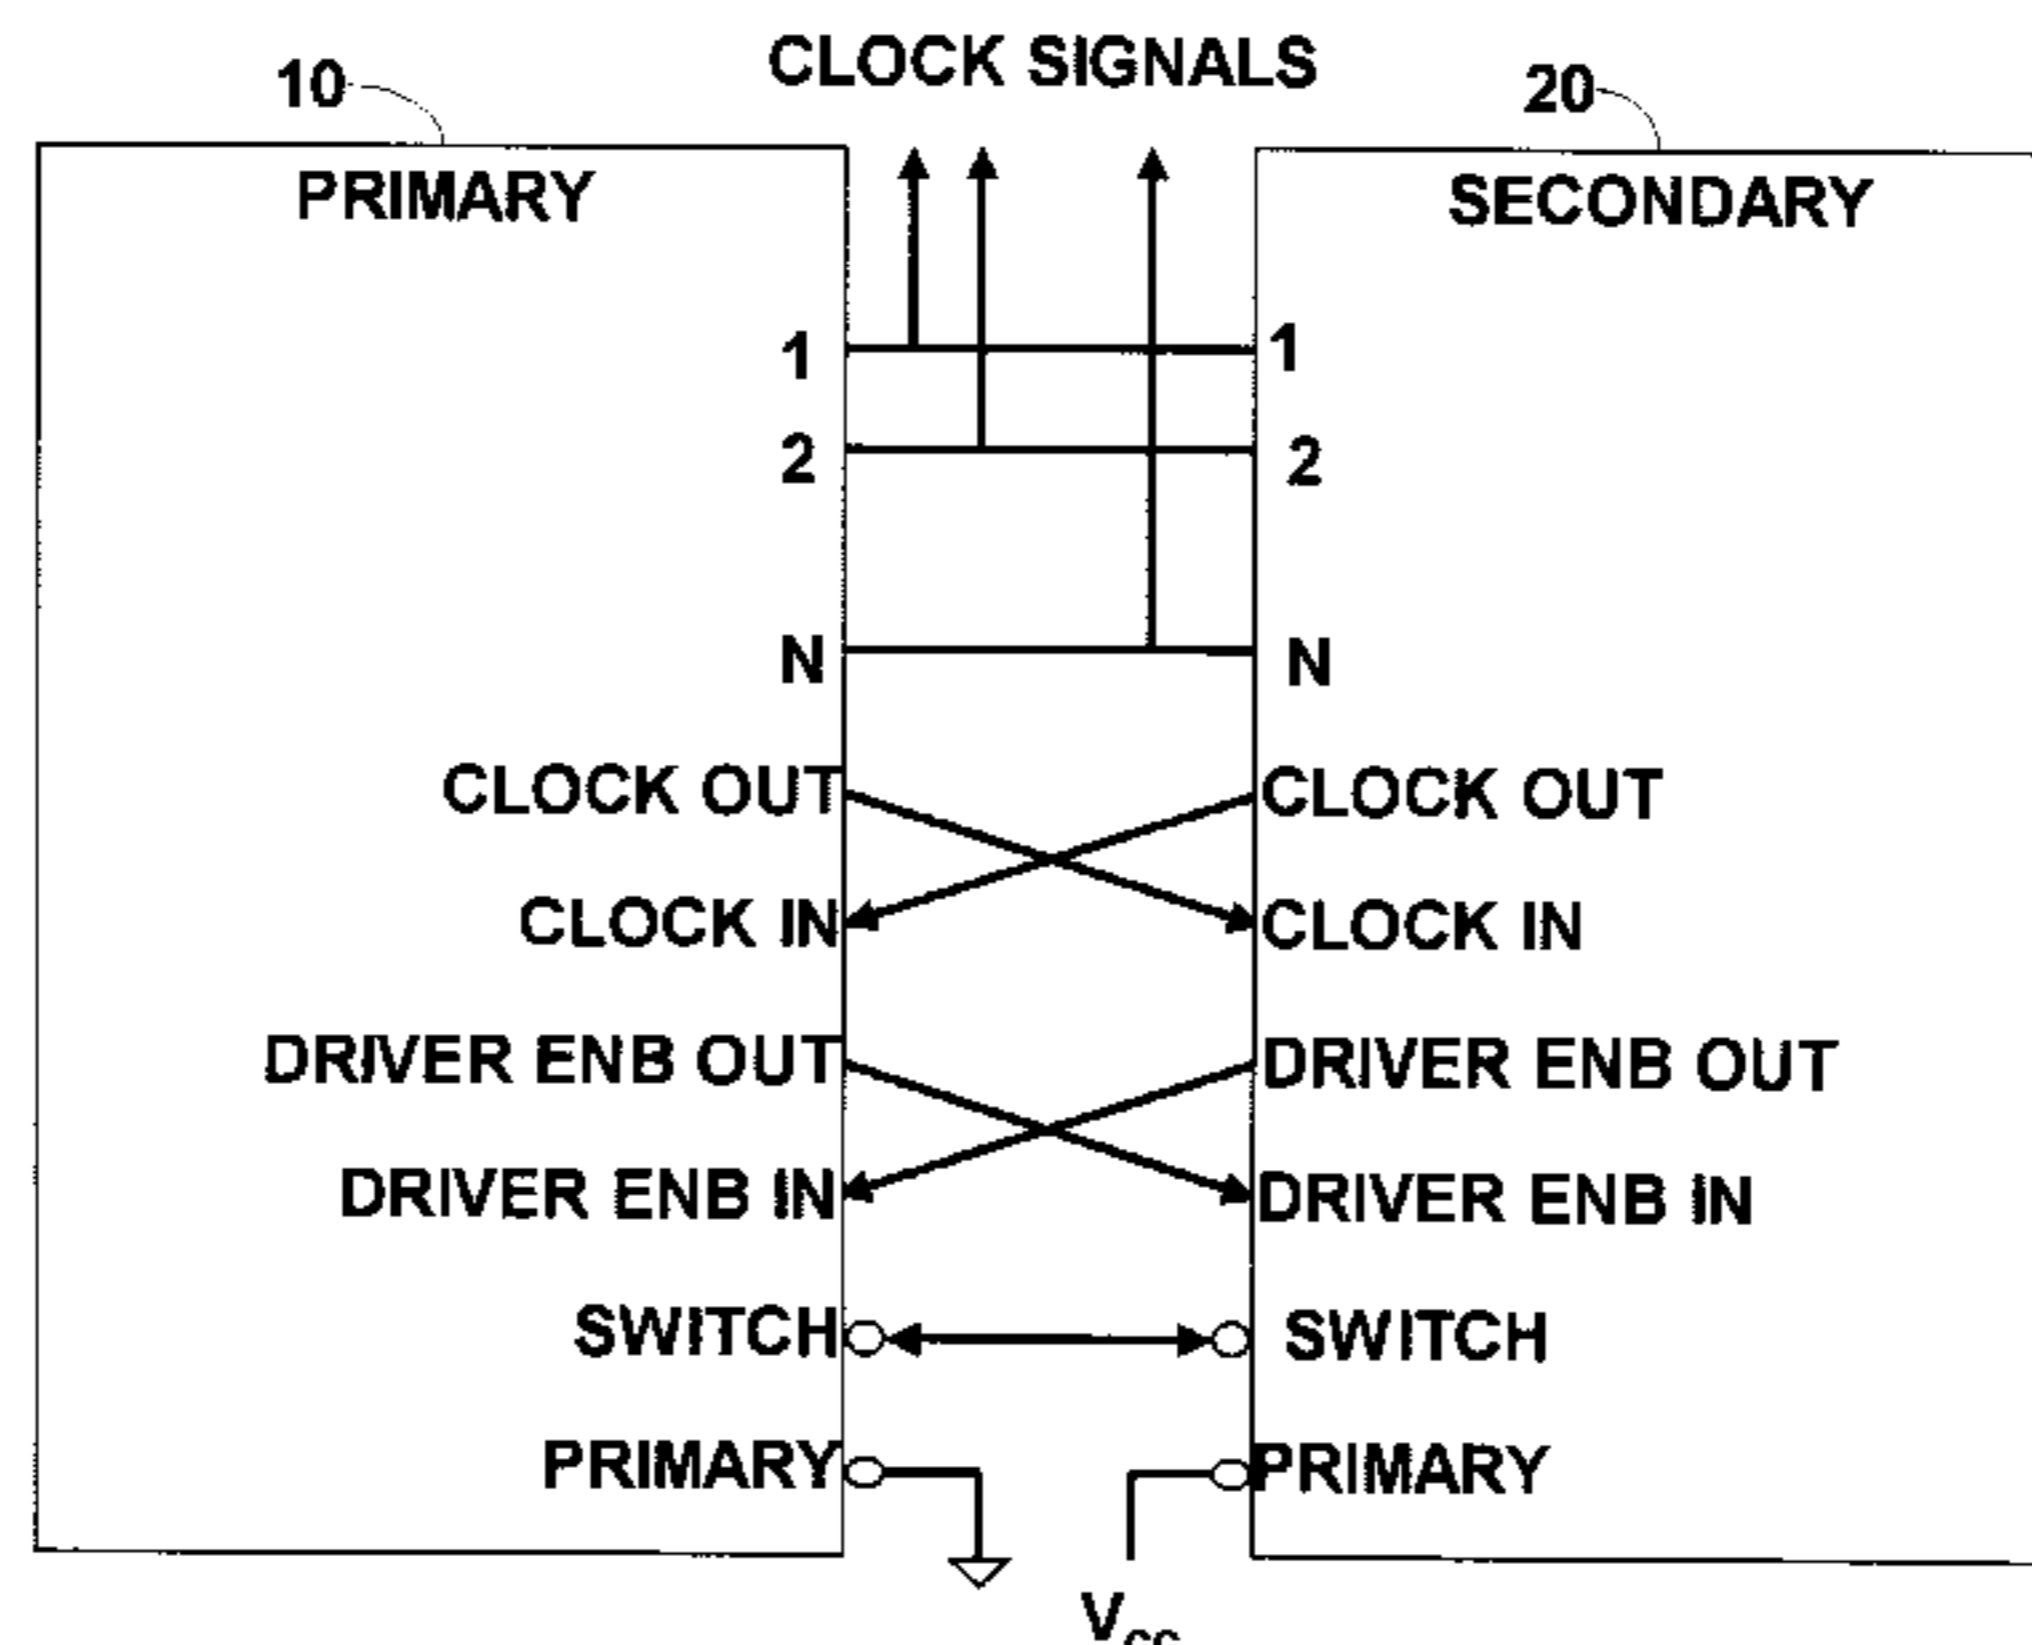 CLOCK SIGNALS
10
20
PRIMARY
SECONDARY
1
1
2
2
N
N
CLOCK OUT
CLOCK OUT
CLOCK IN
CLOCK IN
DRIVER ENB OUT
DRIVER ENB OUT
DRIVER ENB IN
DRIVER ENB IN
SWITCH
SWITCH
PRIMARY
PRIMARY
VCC